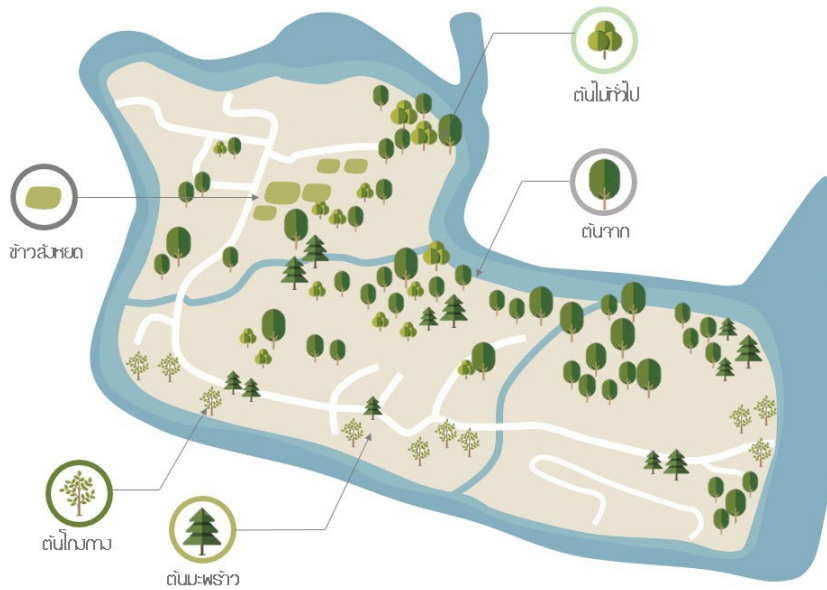 ต้นไม้ทั่วไป
ต้นจาก
ข้าวสังหยด
ต้นโกงกาง
ต้นมะพร้าว